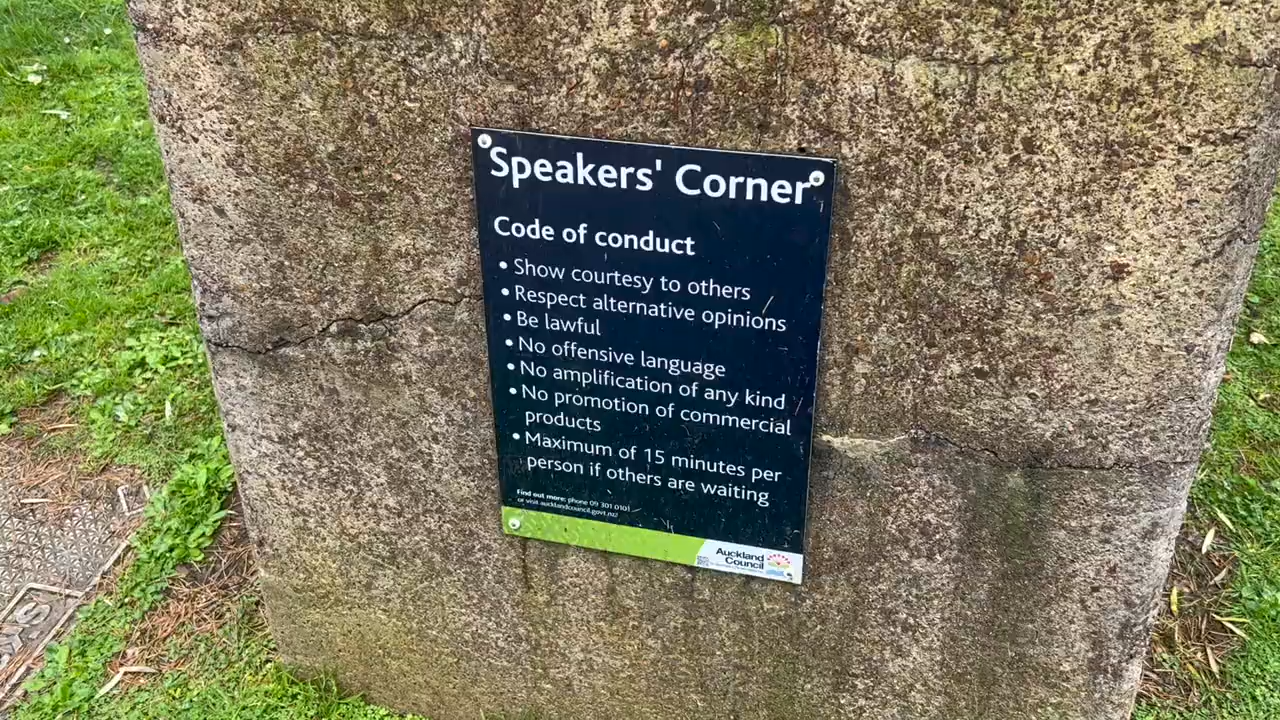 Speakers' Corner
Code of conduct
• Show courtesy to others
• Respect alternative opinions
• Be lawful
• No offensive language
• No amplification of any kind
• No promotion of commercial
products
• Maximum of 15 minutes per
person if others are waiting
Find out more: phone 09 301 0101
or visit aucklandcouncil.govt.nz
Auckland
Council